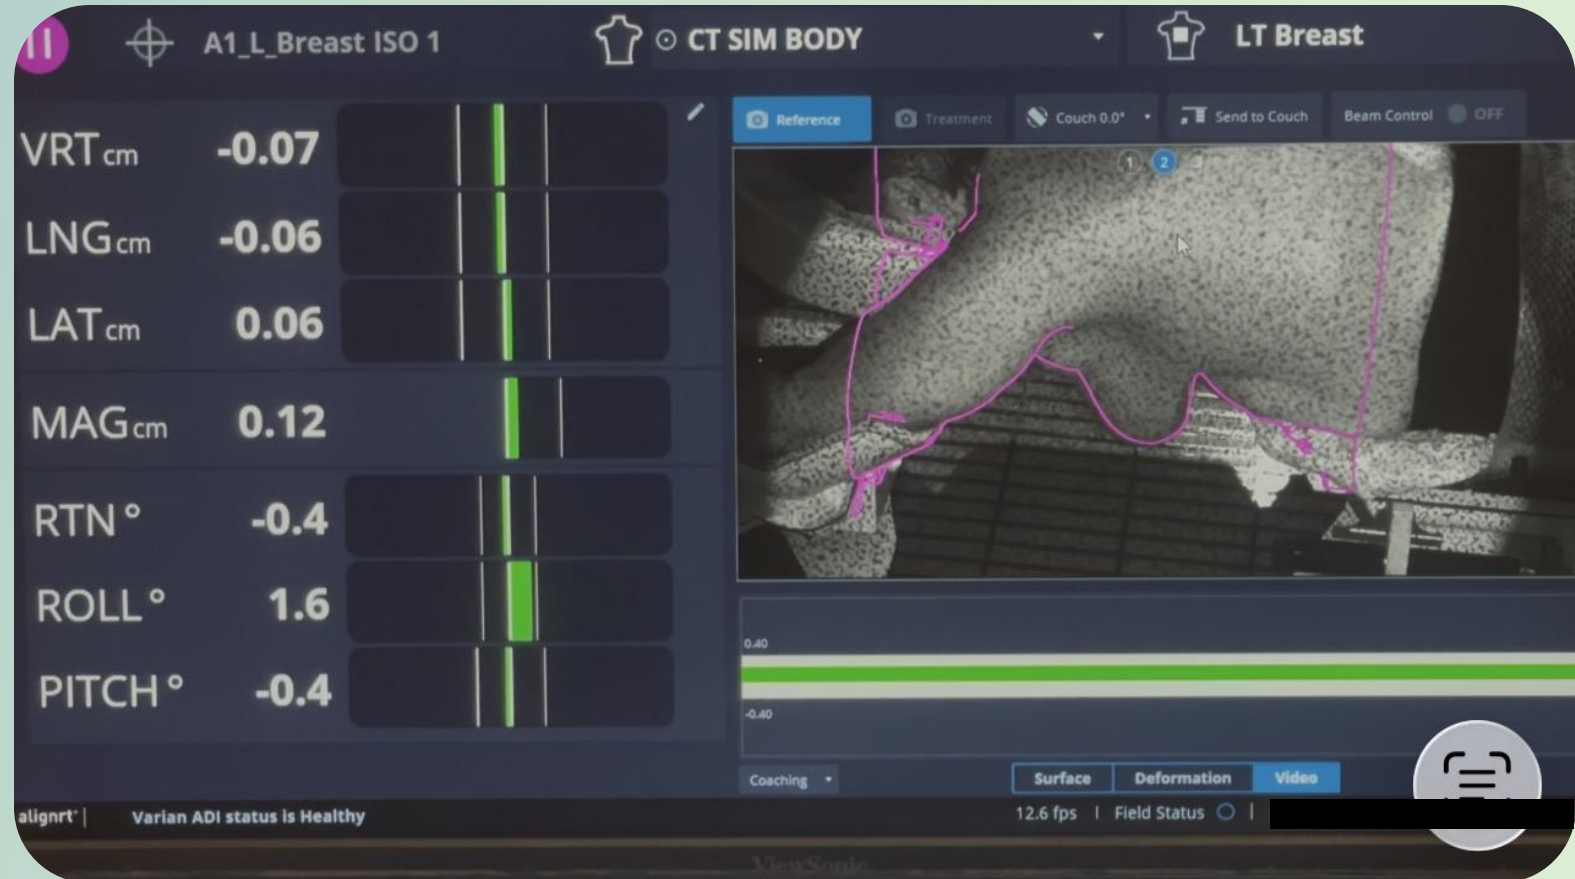 A1_L_Breast ISO 1
CT SIM BODY
LT Breast
VRT cm -0.07
LNG cm -0.06
LAT cm 0.06
MAG cm 0.12
RTN° -0.4
ROLL° 1.6
PITCH° -0.4
Reference
Treatment
Couch 0.0°
Send to Couch
Beam Control OFF
1 2 3
0.40
-0.40
Coaching
Surface Deformation Video
alignrt®
Varian ADI status is Healthy
12.6 fps | Field Status |
ViewSonic